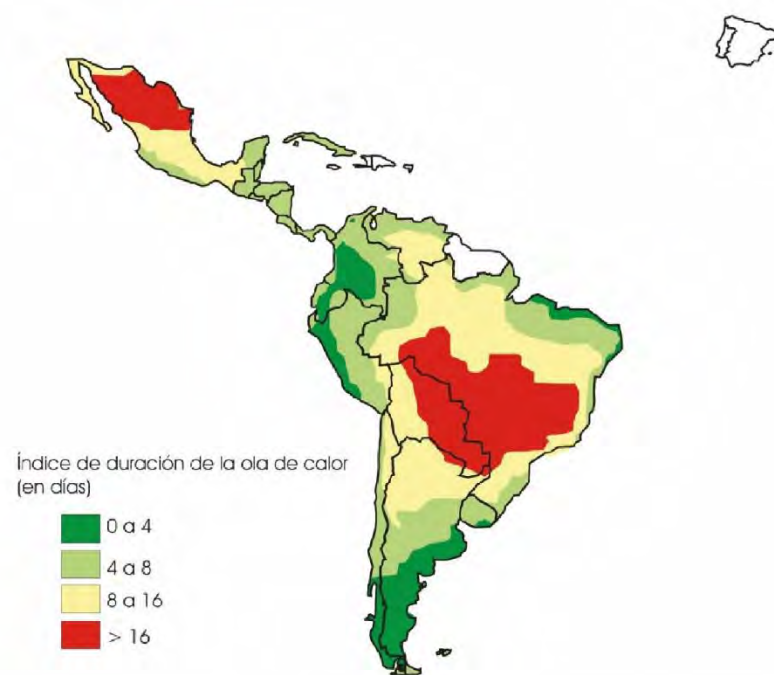 Índice de duración de la ola de calor
(en días)
0 a 4
4 a 8
8 a 16
> 16